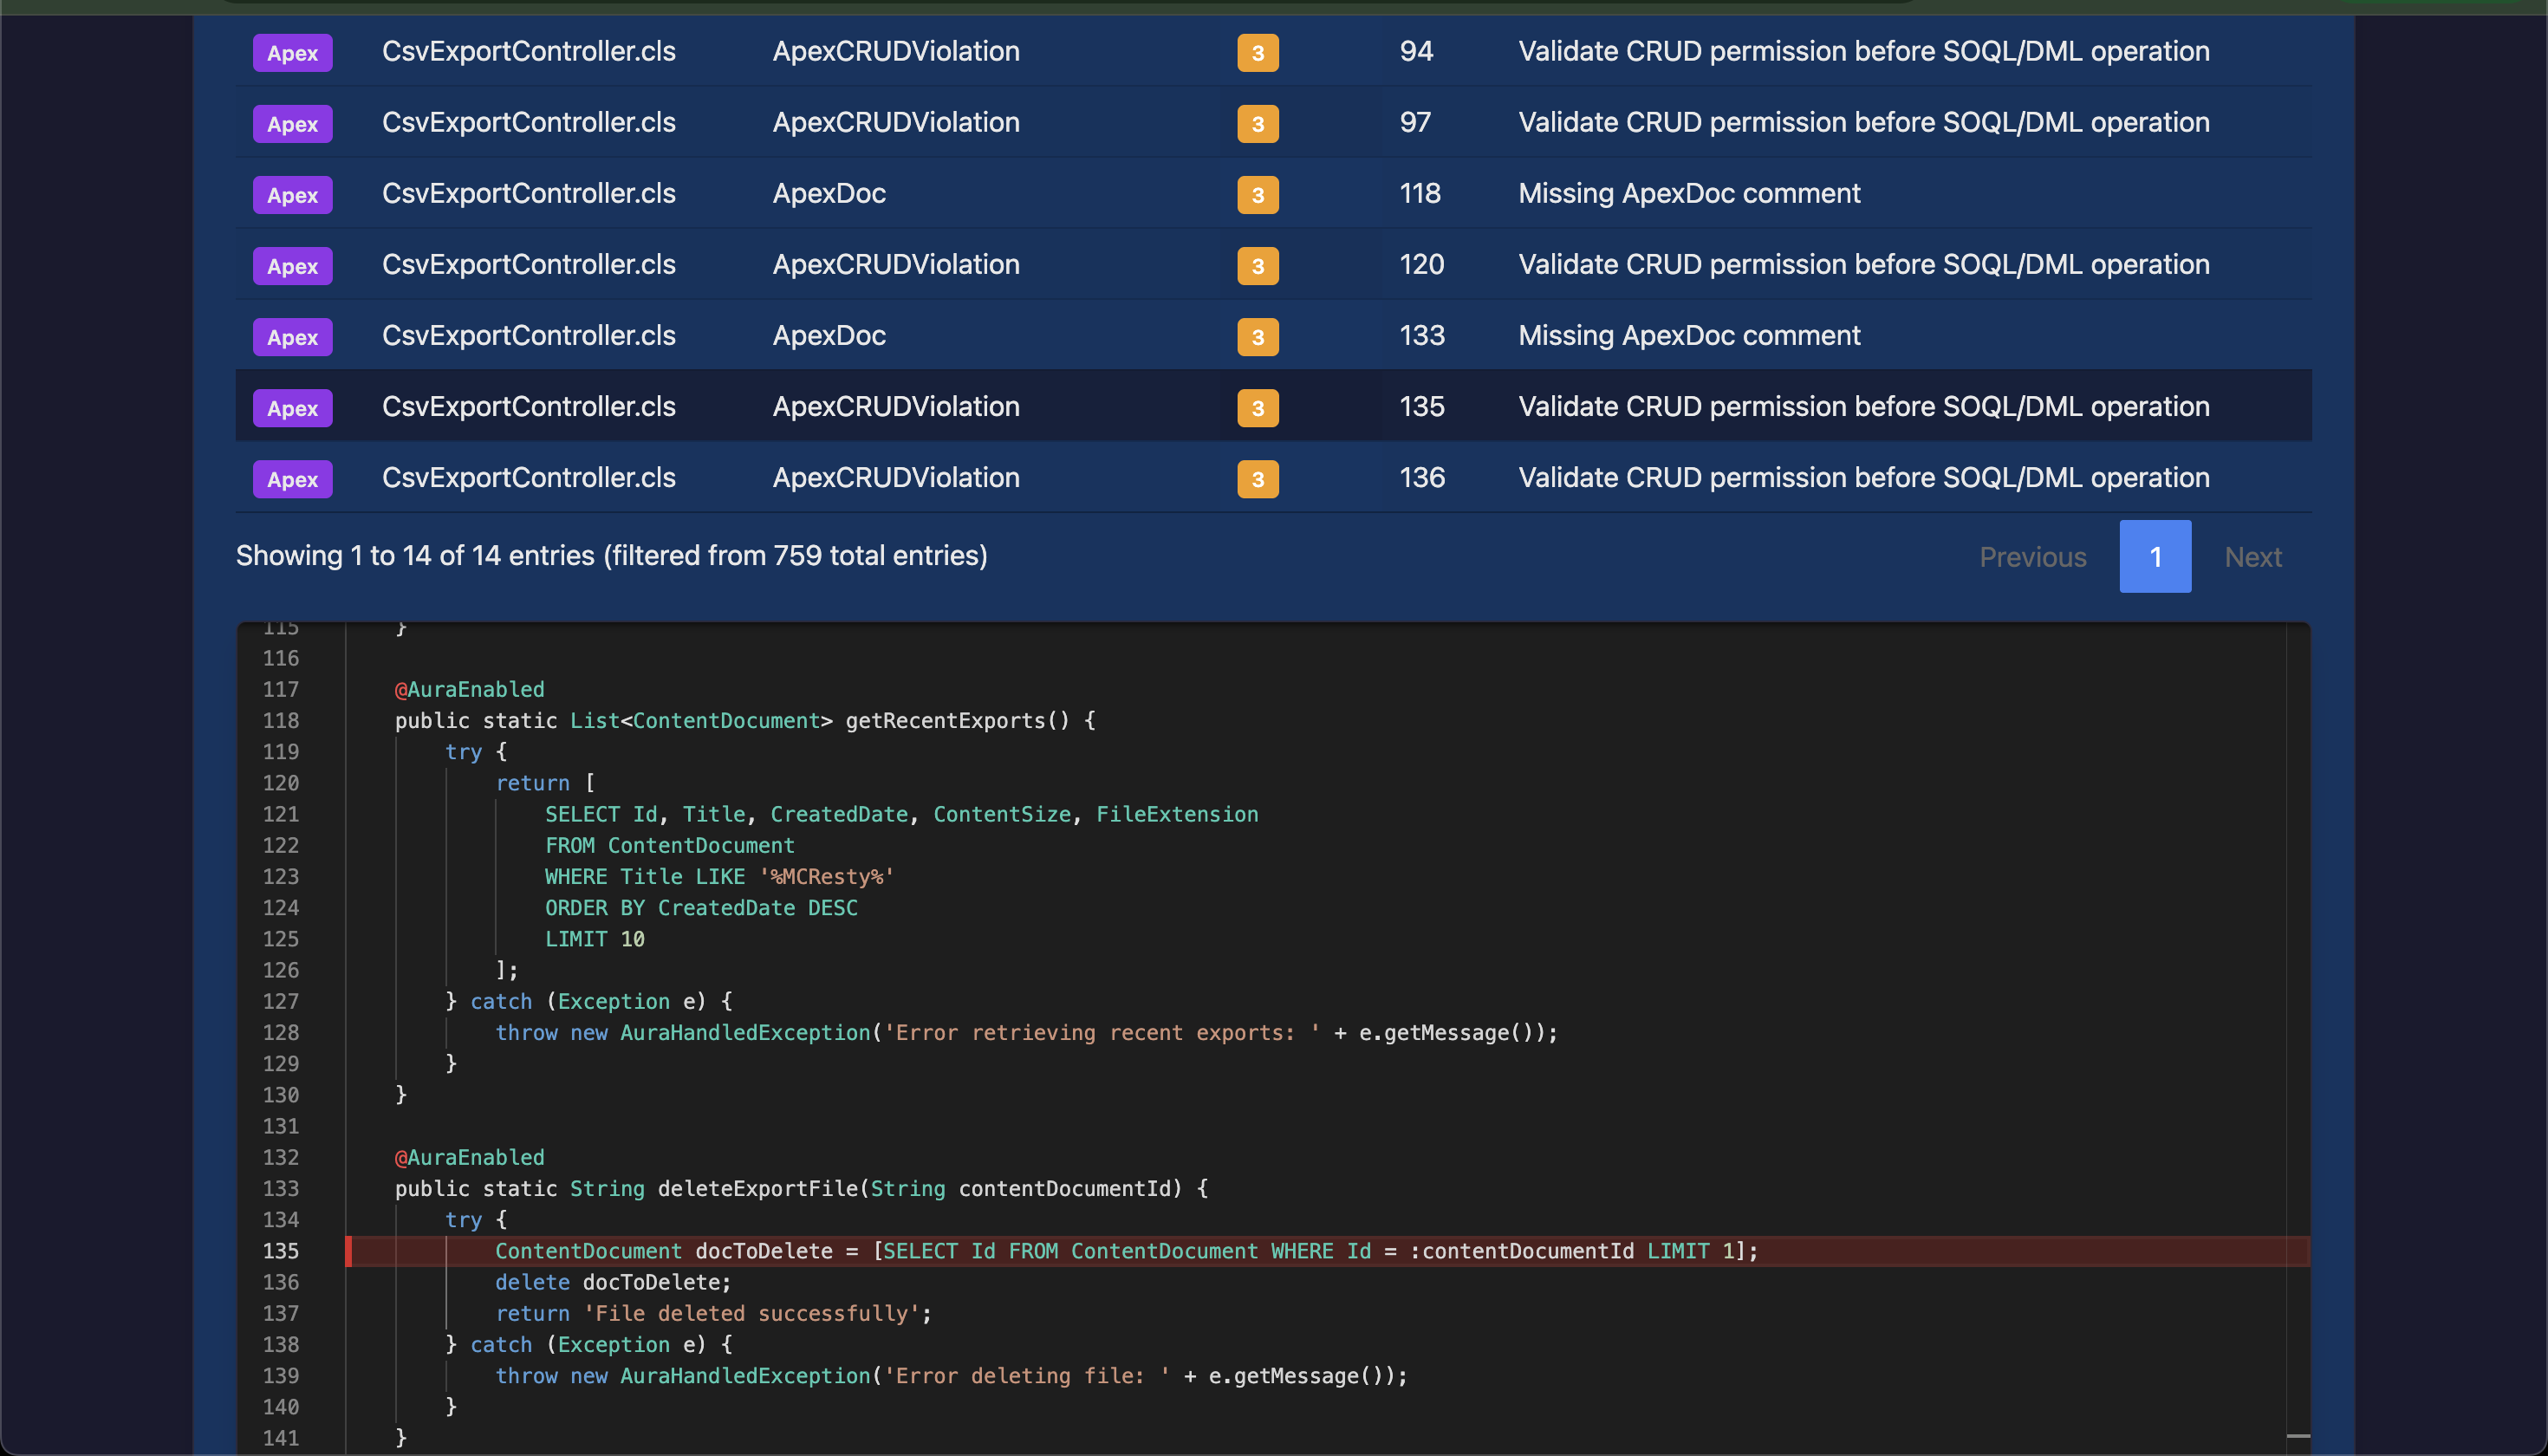 Apex CsvExportController.cls ApexCRUDViolation 3 94 Validate CRUD permission before SOQL/DML operation
Apex CsvExportController.cls ApexCRUDViolation 3 97 Validate CRUD permission before SOQL/DML operation
Apex CsvExportController.cls ApexDoc 3 118 Missing ApexDoc comment
Apex CsvExportController.cls ApexCRUDViolation 3 120 Validate CRUD permission before SOQL/DML operation
Apex CsvExportController.cls ApexDoc 3 133 Missing ApexDoc comment
Apex CsvExportController.cls ApexCRUDViolation 3 135 Validate CRUD permission before SOQL/DML operation
Apex CsvExportController.cls ApexCRUDViolation 3 136 Validate CRUD permission before SOQL/DML operation
Showing 1 to 14 of 14 entries (filtered from 759 total entries) Previous 1 Next
115 }
116
117 @AuraEnabled
118 public static List<ContentDocument> getRecentExports() {
119 try {
120 return [
121 SELECT Id, Title, CreatedDate, ContentSize, FileExtension
122 FROM ContentDocument
123 WHERE Title LIKE '%MCResty%'
124 ORDER BY CreatedDate DESC
125 LIMIT 10
126 ];
127 } catch (Exception e) {
128 throw new AuraHandledException('Error retrieving recent exports: ' + e.getMessage());
129 }
130 }
131
132 @AuraEnabled
133 public static String deleteExportFile(String contentDocumentId) {
134 try {
135 ContentDocument docToDelete = [SELECT Id FROM ContentDocument WHERE Id = :contentDocumentId LIMIT 1];
136 delete docToDelete;
137 return 'File deleted successfully';
138 } catch (Exception e) {
139 throw new AuraHandledException('Error deleting file: ' + e.getMessage());
140 }
141 }